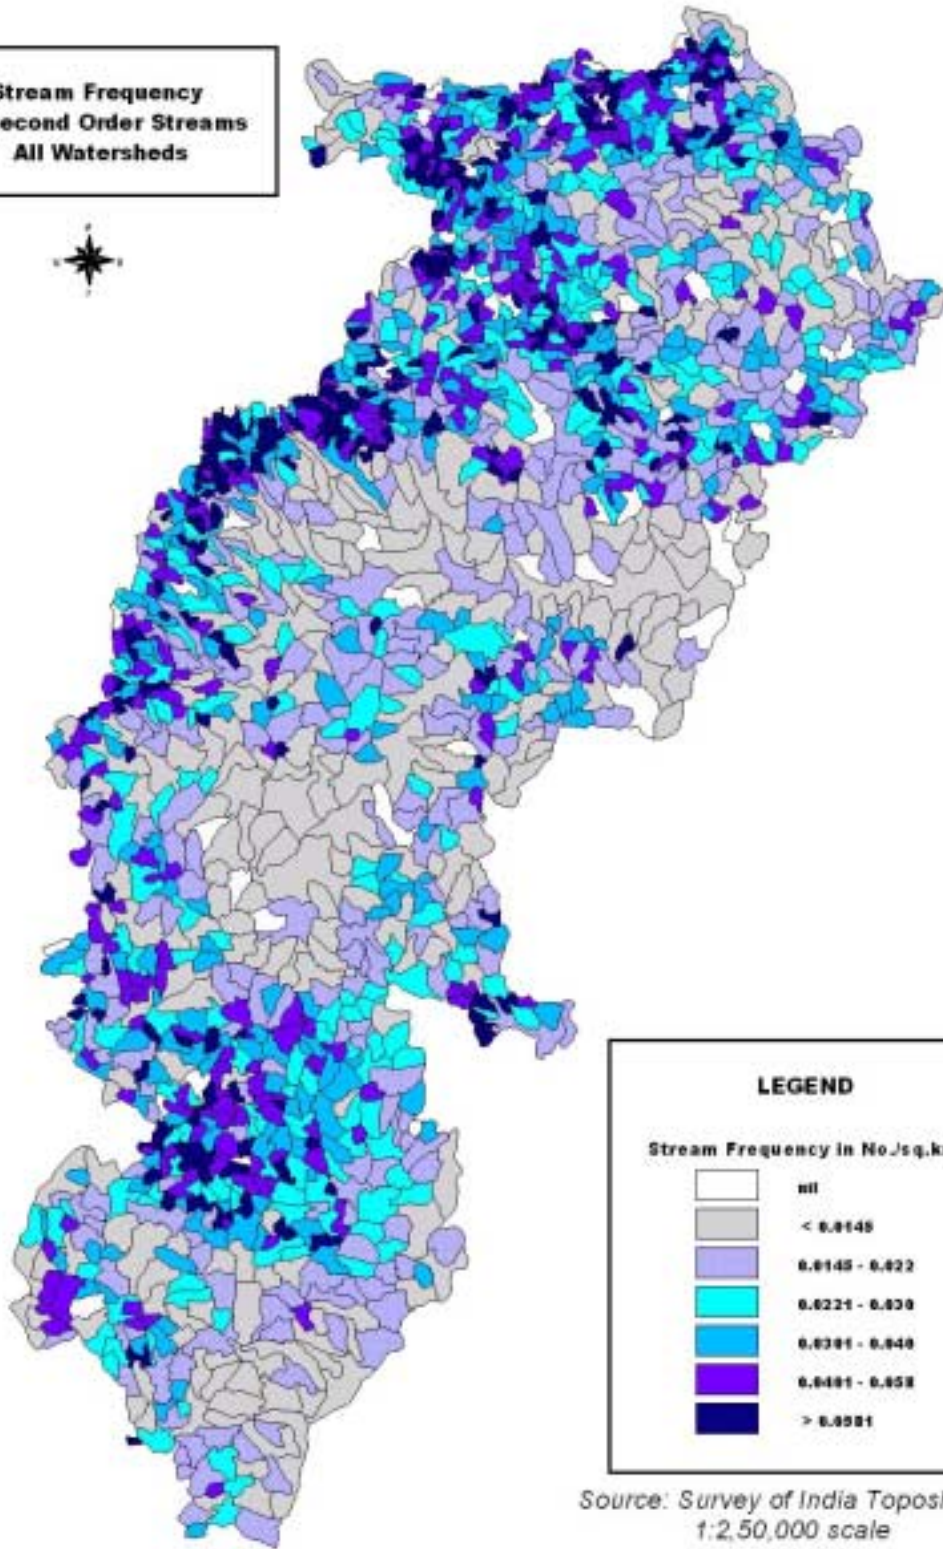 Stream Frequency
Second Order Streams
All Watersheds
LEGEND
Stream Frequency in No./sq.k
nil
< 0.0145
0.0145 - 0.022
0.0221 - 0.030
0.0301 - 0.040
0.0401 - 0.058
> 0.0581
Source: Survey of India Toposh
1:2,50,000 scale